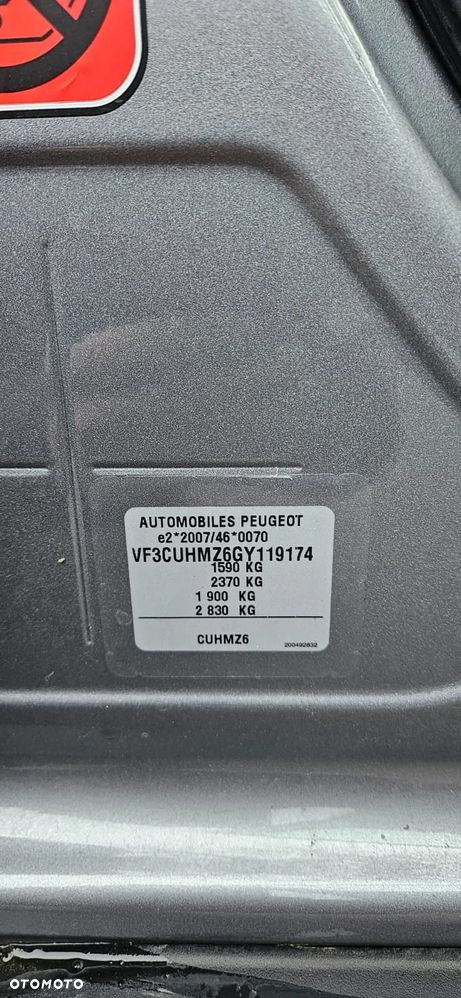 AUTOMOBILES PEUGEOT
e2*2007/46*0070
VF3CUHMZ6GY119174
1590 KG
2370 KG
1 900 KG
2 830 KG
CUHMZ6 200492832
OTOMOTO